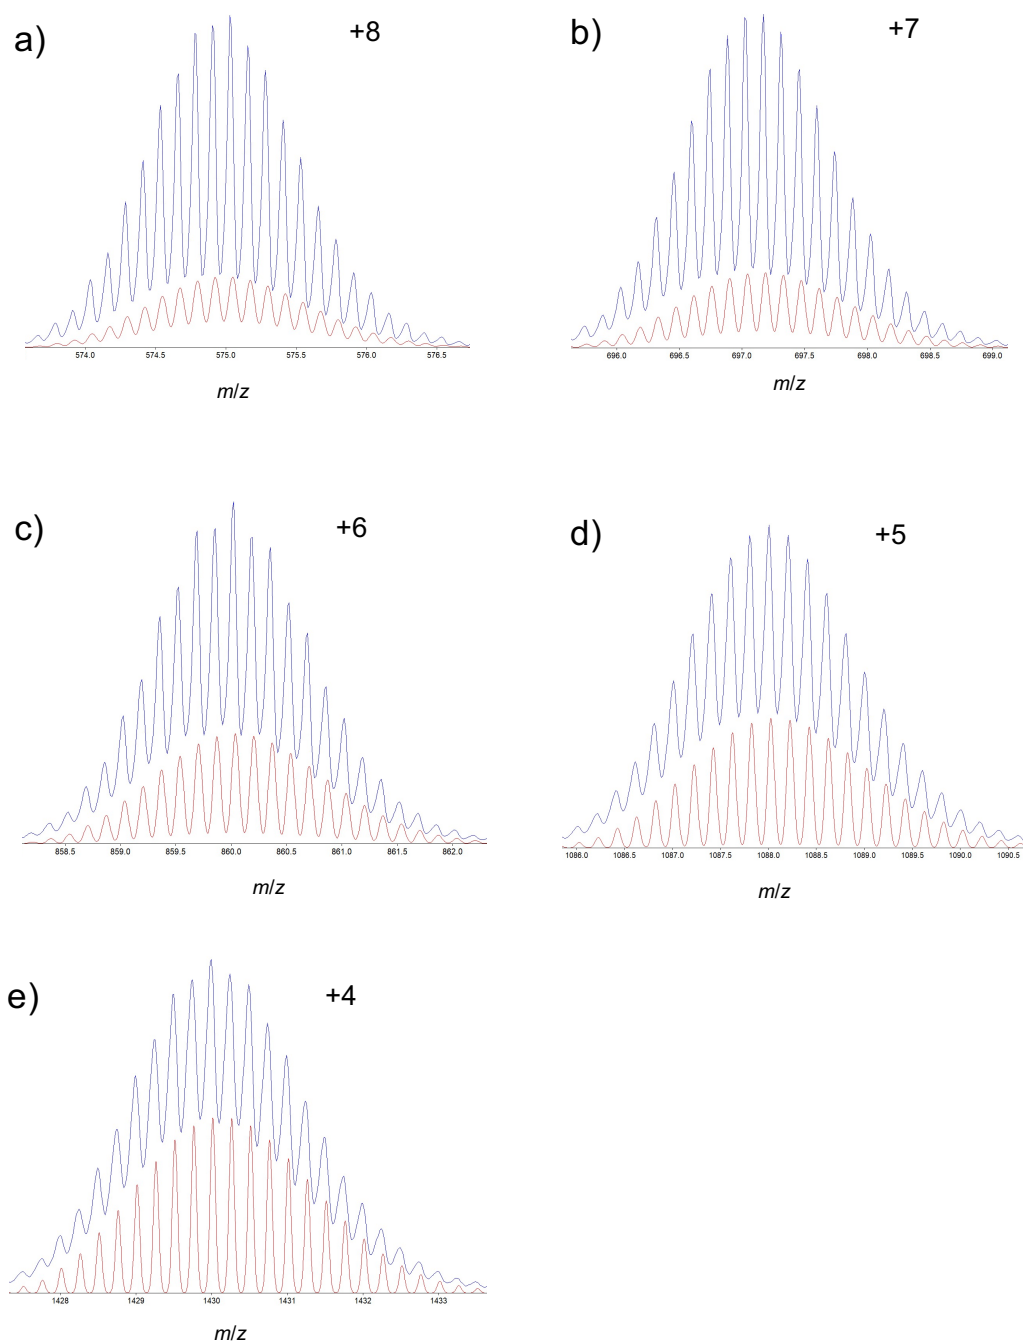 a) +8
574.0 574.5 575.0 575.5 576.0 576.5
m/z
b) +7
696.0 696.5 697.0 697.5 698.0 698.5 699.0
m/z
c) +6
858.5 859.0 859.5 860.0 860.5 861.0 861.5 862.0
m/z
d) +5
1086.0 1086.5 1087.0 1087.5 1088.0 1088.5 1089.0 1089.5 1090.0 1090.5
m/z
e) +4
1428 1429 1430 1431 1432 1433
m/z